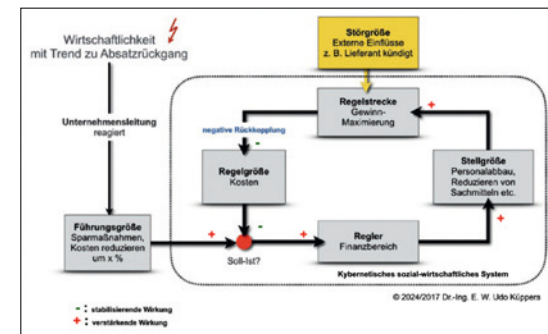 Wirtschaftlichkeit
mit Trend zu Absatzrückgang
Störgröße
Externe Einflüsse
z. B. Lieferant kündigt
Unternehmensleitung
reagiert
Regelstrecke
Gewinn-
Maximierung
+
negative Rückkopplung
-
Regelgröße
Kosten
Stellgröße
Personalabbau,
Reduzieren von
Sachmitteln etc.
Führungsgröße
Sparmaßnahmen,
Kosten reduzieren
um x %
+
-
Soll-Ist?
+
Regler
Finanzbereich
+
Kybernetisches sozial-wirtschaftliches System
© 2024/2017 Dr.-Ing. E. W. Udo Küppers
- : stabilisierende Wirkung
+ : verstärkende Wirkung